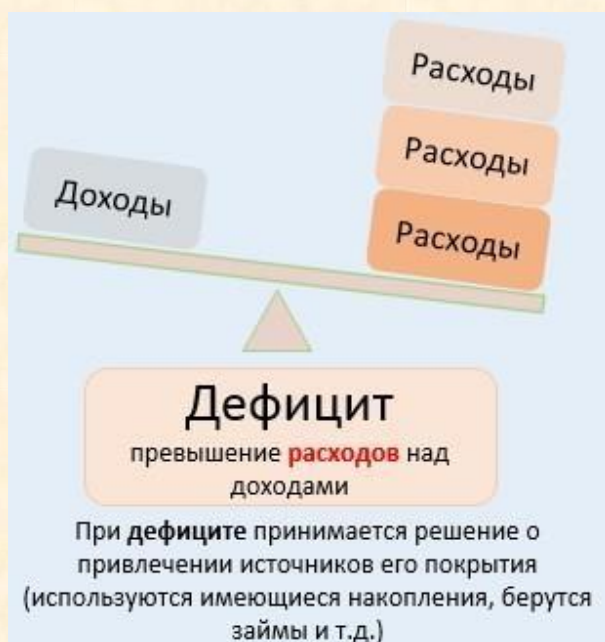 Расходы
Расходы
Доходы
Расходы
Дефицит
превышение расходов над
доходами
При дефиците принимается решение о
привлечении источников его покрытия
(используются имеющиеся накопления, берутся
займы и т.д.)